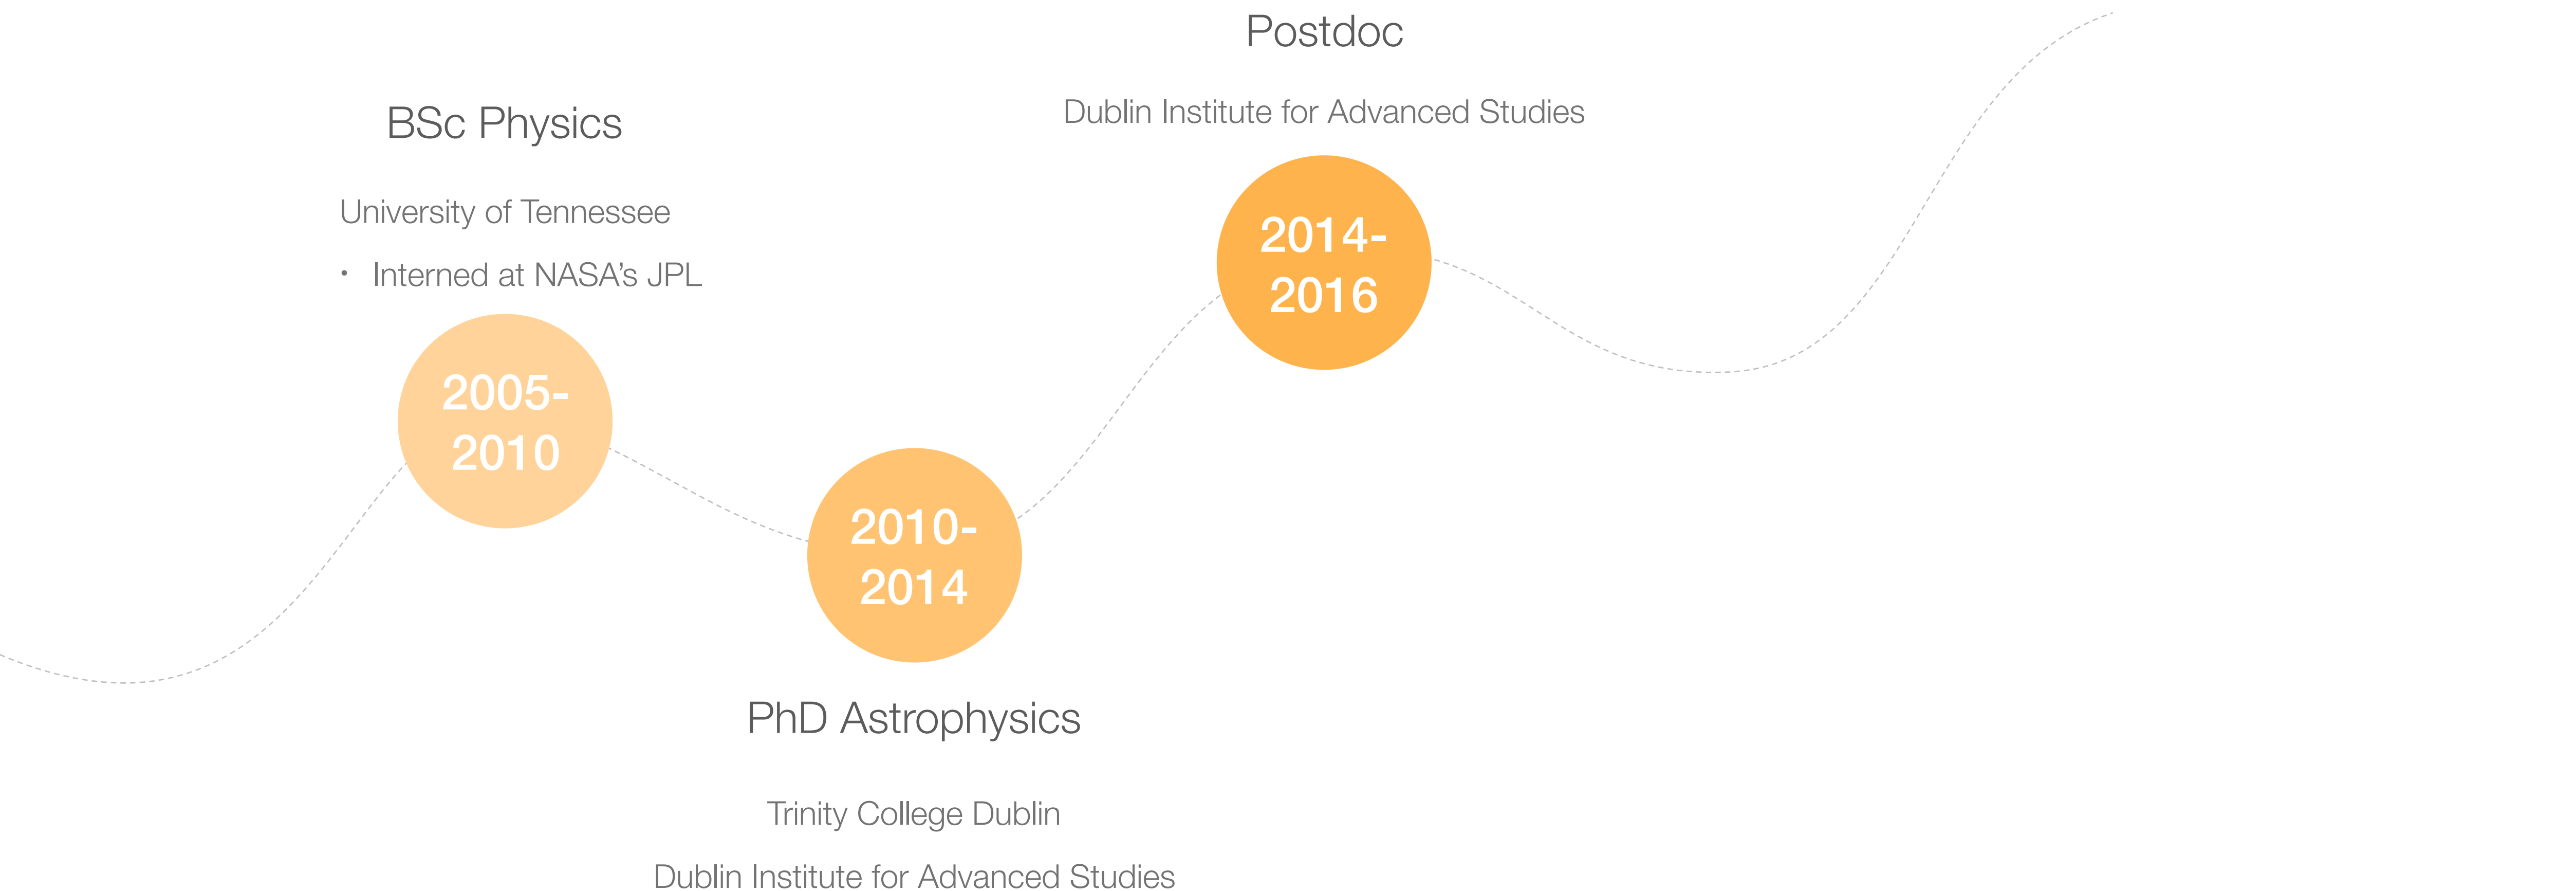 BSc Physics
University of Tennessee
• Interned at NASA’s JPL
2005-
2010
2010-
2014
PhD Astrophysics
Trinity College Dublin
Dublin Institute for Advanced Studies
Postdoc
Dublin Institute for Advanced Studies
2014-
2016